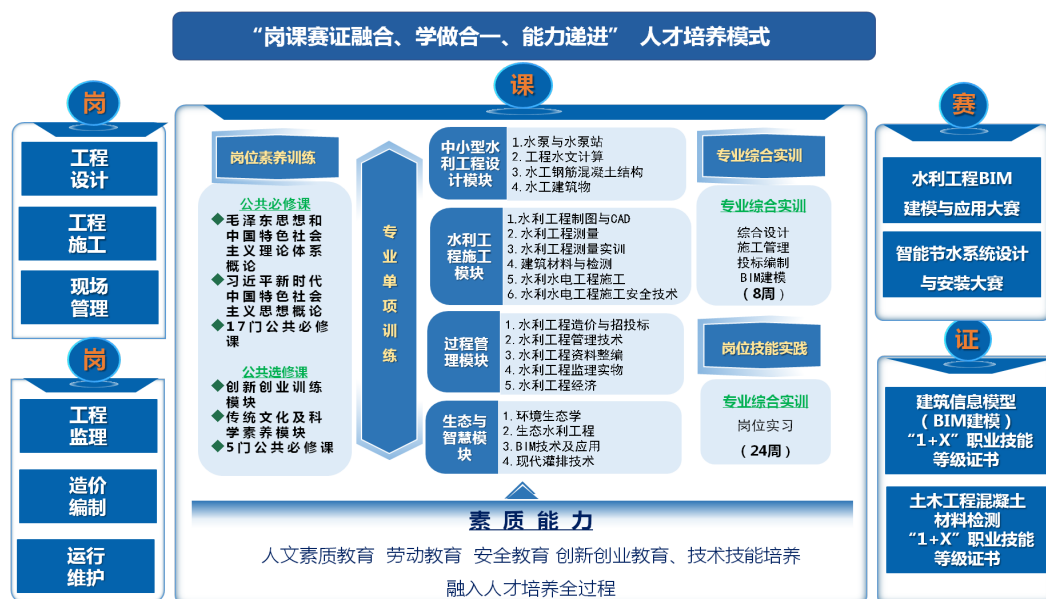 “岗课赛证融合、学做合一、能力递进” 人才培养模式
岗
工程
设计
工程
施工
现场
管理
岗
工程
监理
造价
编制
运行
维护
课
岗位素养训练
公共必修课
毛泽东思想和
中国特色社会
主义理论体系
概论
习近平新时代
中国特色社会
主义思想概论
17门公共必修
课
公共选修课
创新创业训练
模块
传统文化及科
学素养模块
5门公共必修课
专
业
单
项
训
练
中小型水
利工程设
计模块
1.水泵与水泵站
2.工程水文计算
3.水工钢筋混凝土结构
4.水工建筑物
水利工
程施工
模块
1.水利工程制图与CAD
2.水利工程测量
3.水利工程测量实训
4.建筑材料与检测
5.水利水电工程施工
6.水利水电工程施工安全技术
过程管
理模块
1.水利工程造价与招投标
2.水利工程管理技术
3.水利工程资料整编
4.水利工程监理实物
5.水利工程经济
生态与
智慧模
块
1.环境生态学
2.生态水利工程
3.BIM技术及应用
4.现代灌排技术
专业综合实训
专业综合实训
综合设计
施工管理
投标编制
BIM建模
（8周）
岗位技能实践
专业综合实训
岗位实习
（24周）
素 质 能 力
人文素质教育 劳动教育 安全教育 创新创业教育、技术技能培养
融入人才培养全过程
赛
水利工程BIM
建模与应用大赛
智能节水系统设计
与安装大赛
证
建筑信息模型
（BIM建模）
“1+X”职业技能
等级证书
土木工程混凝土
材料检测
“1+X”职业技能
等级证书